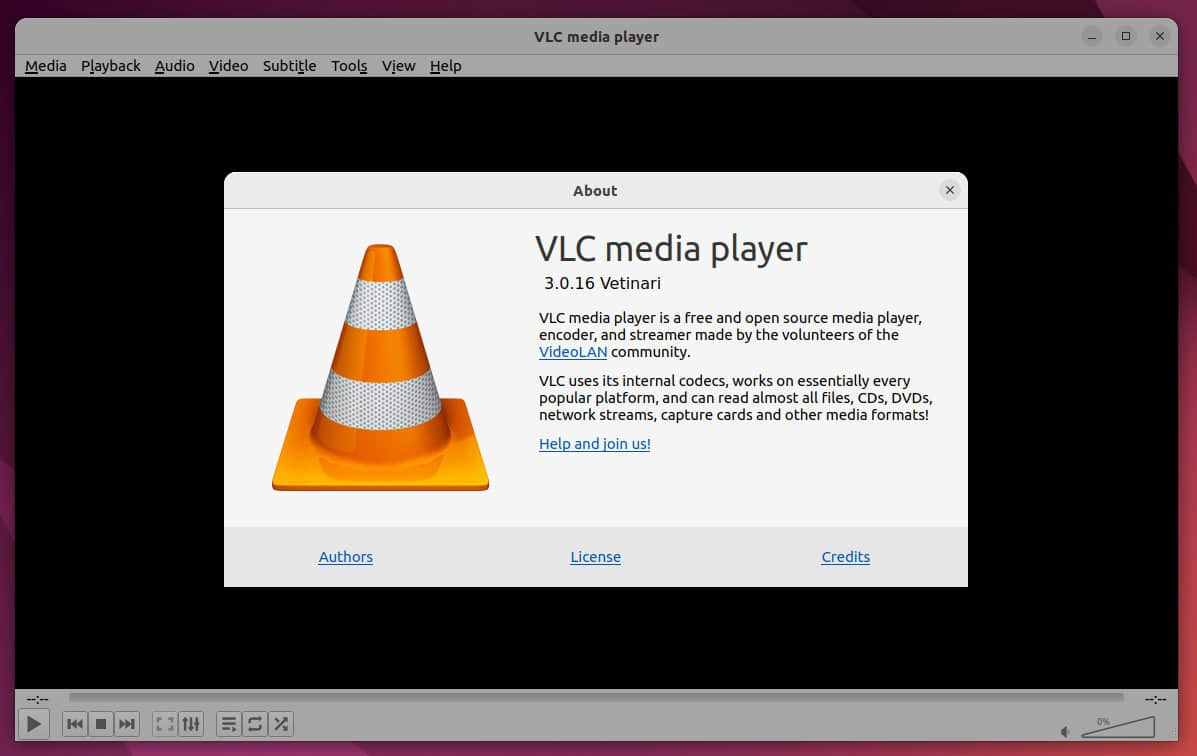 VLC media player
Media Playback Audio Video Subtitle Tools View Help
About
VLC media player
3.0.16 Vetinari
VLC media player is a free and open source media player,
encoder, and streamer made by the volunteers of the
VideoLAN community.
VLC uses its internal codecs, works on essentially every
popular platform, and can read almost all files, CDs, DVDs,
network streams, capture cards and other media formats!
Help and join us!
Authors License Credits
--:-- --:--
0%